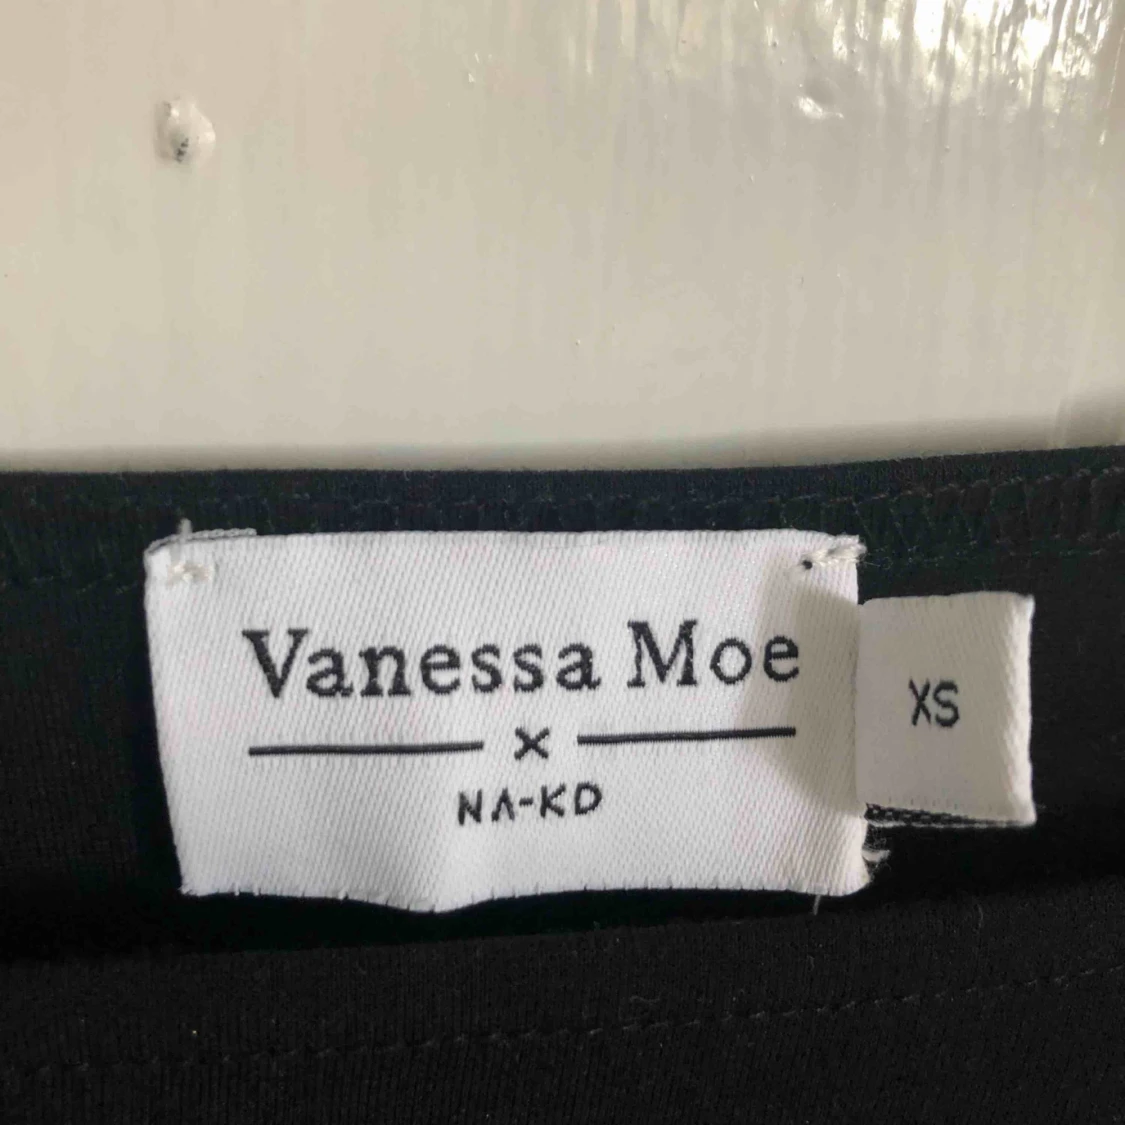 Vanessa Moe
x
NA-KD
XS